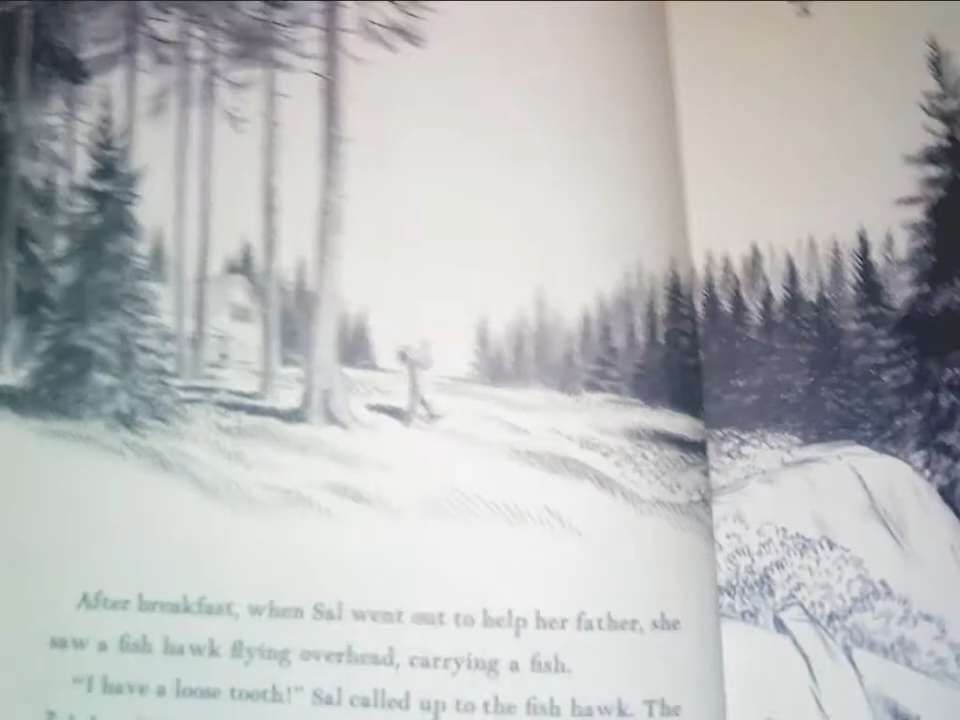 After breakfast, when Sal went out to help her father, she
saw a fish hawk flying overhead, carrying a fish.
"I have a loose tooth!" Sal called up to the fish hawk. The